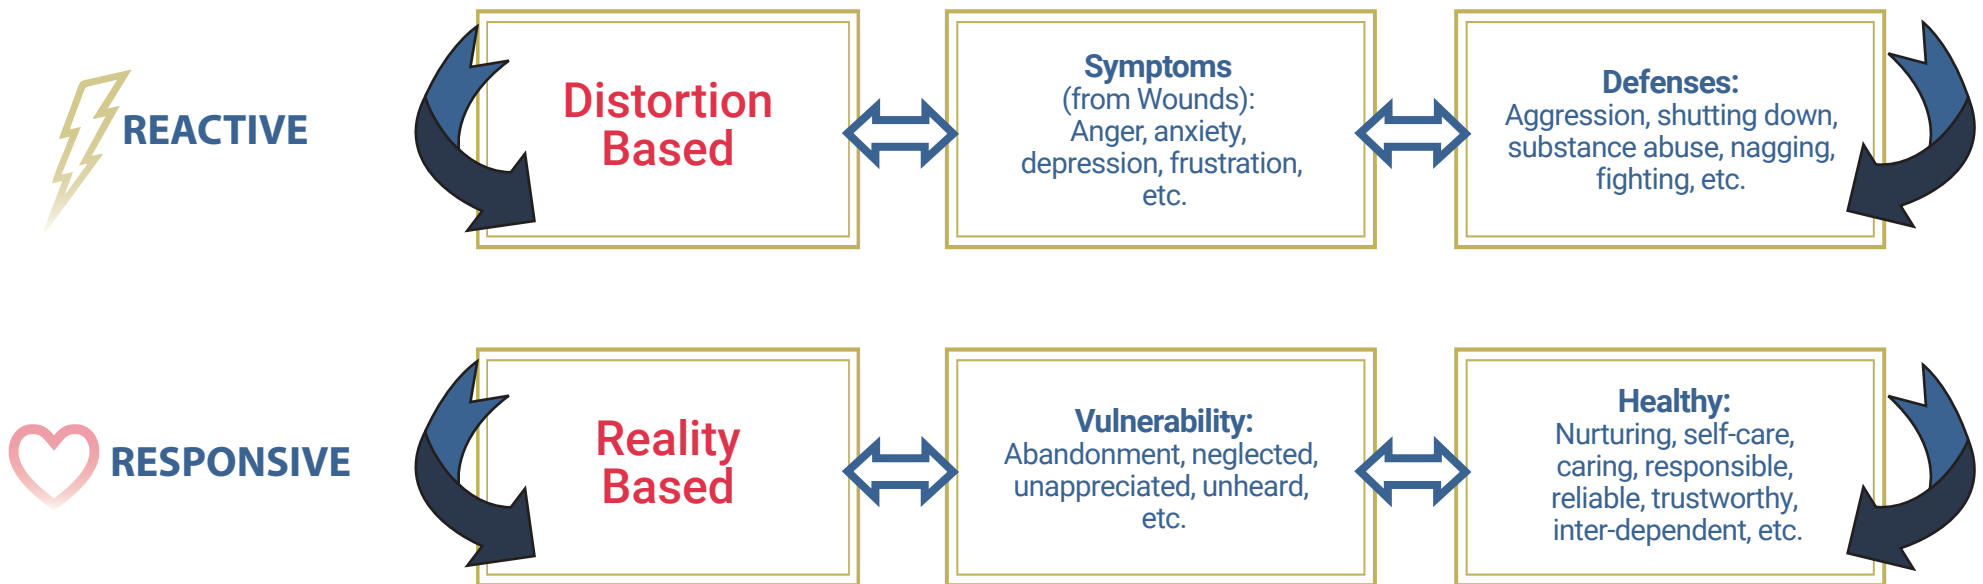 REACTIVE
Distortion
Based
Symptoms
(from Wounds):
Anger, anxiety,
depression, frustration,
etc.
Defenses:
Aggression, shutting down,
substance abuse, nagging,
fighting, etc.
RESPONSIVE
Reality
Based
Vulnerability:
Abandonment, neglected,
unappreciated, unheard,
etc.
Healthy:
Nurturing, self-care,
caring, responsible,
reliable, trustworthy,
inter-dependent, etc.